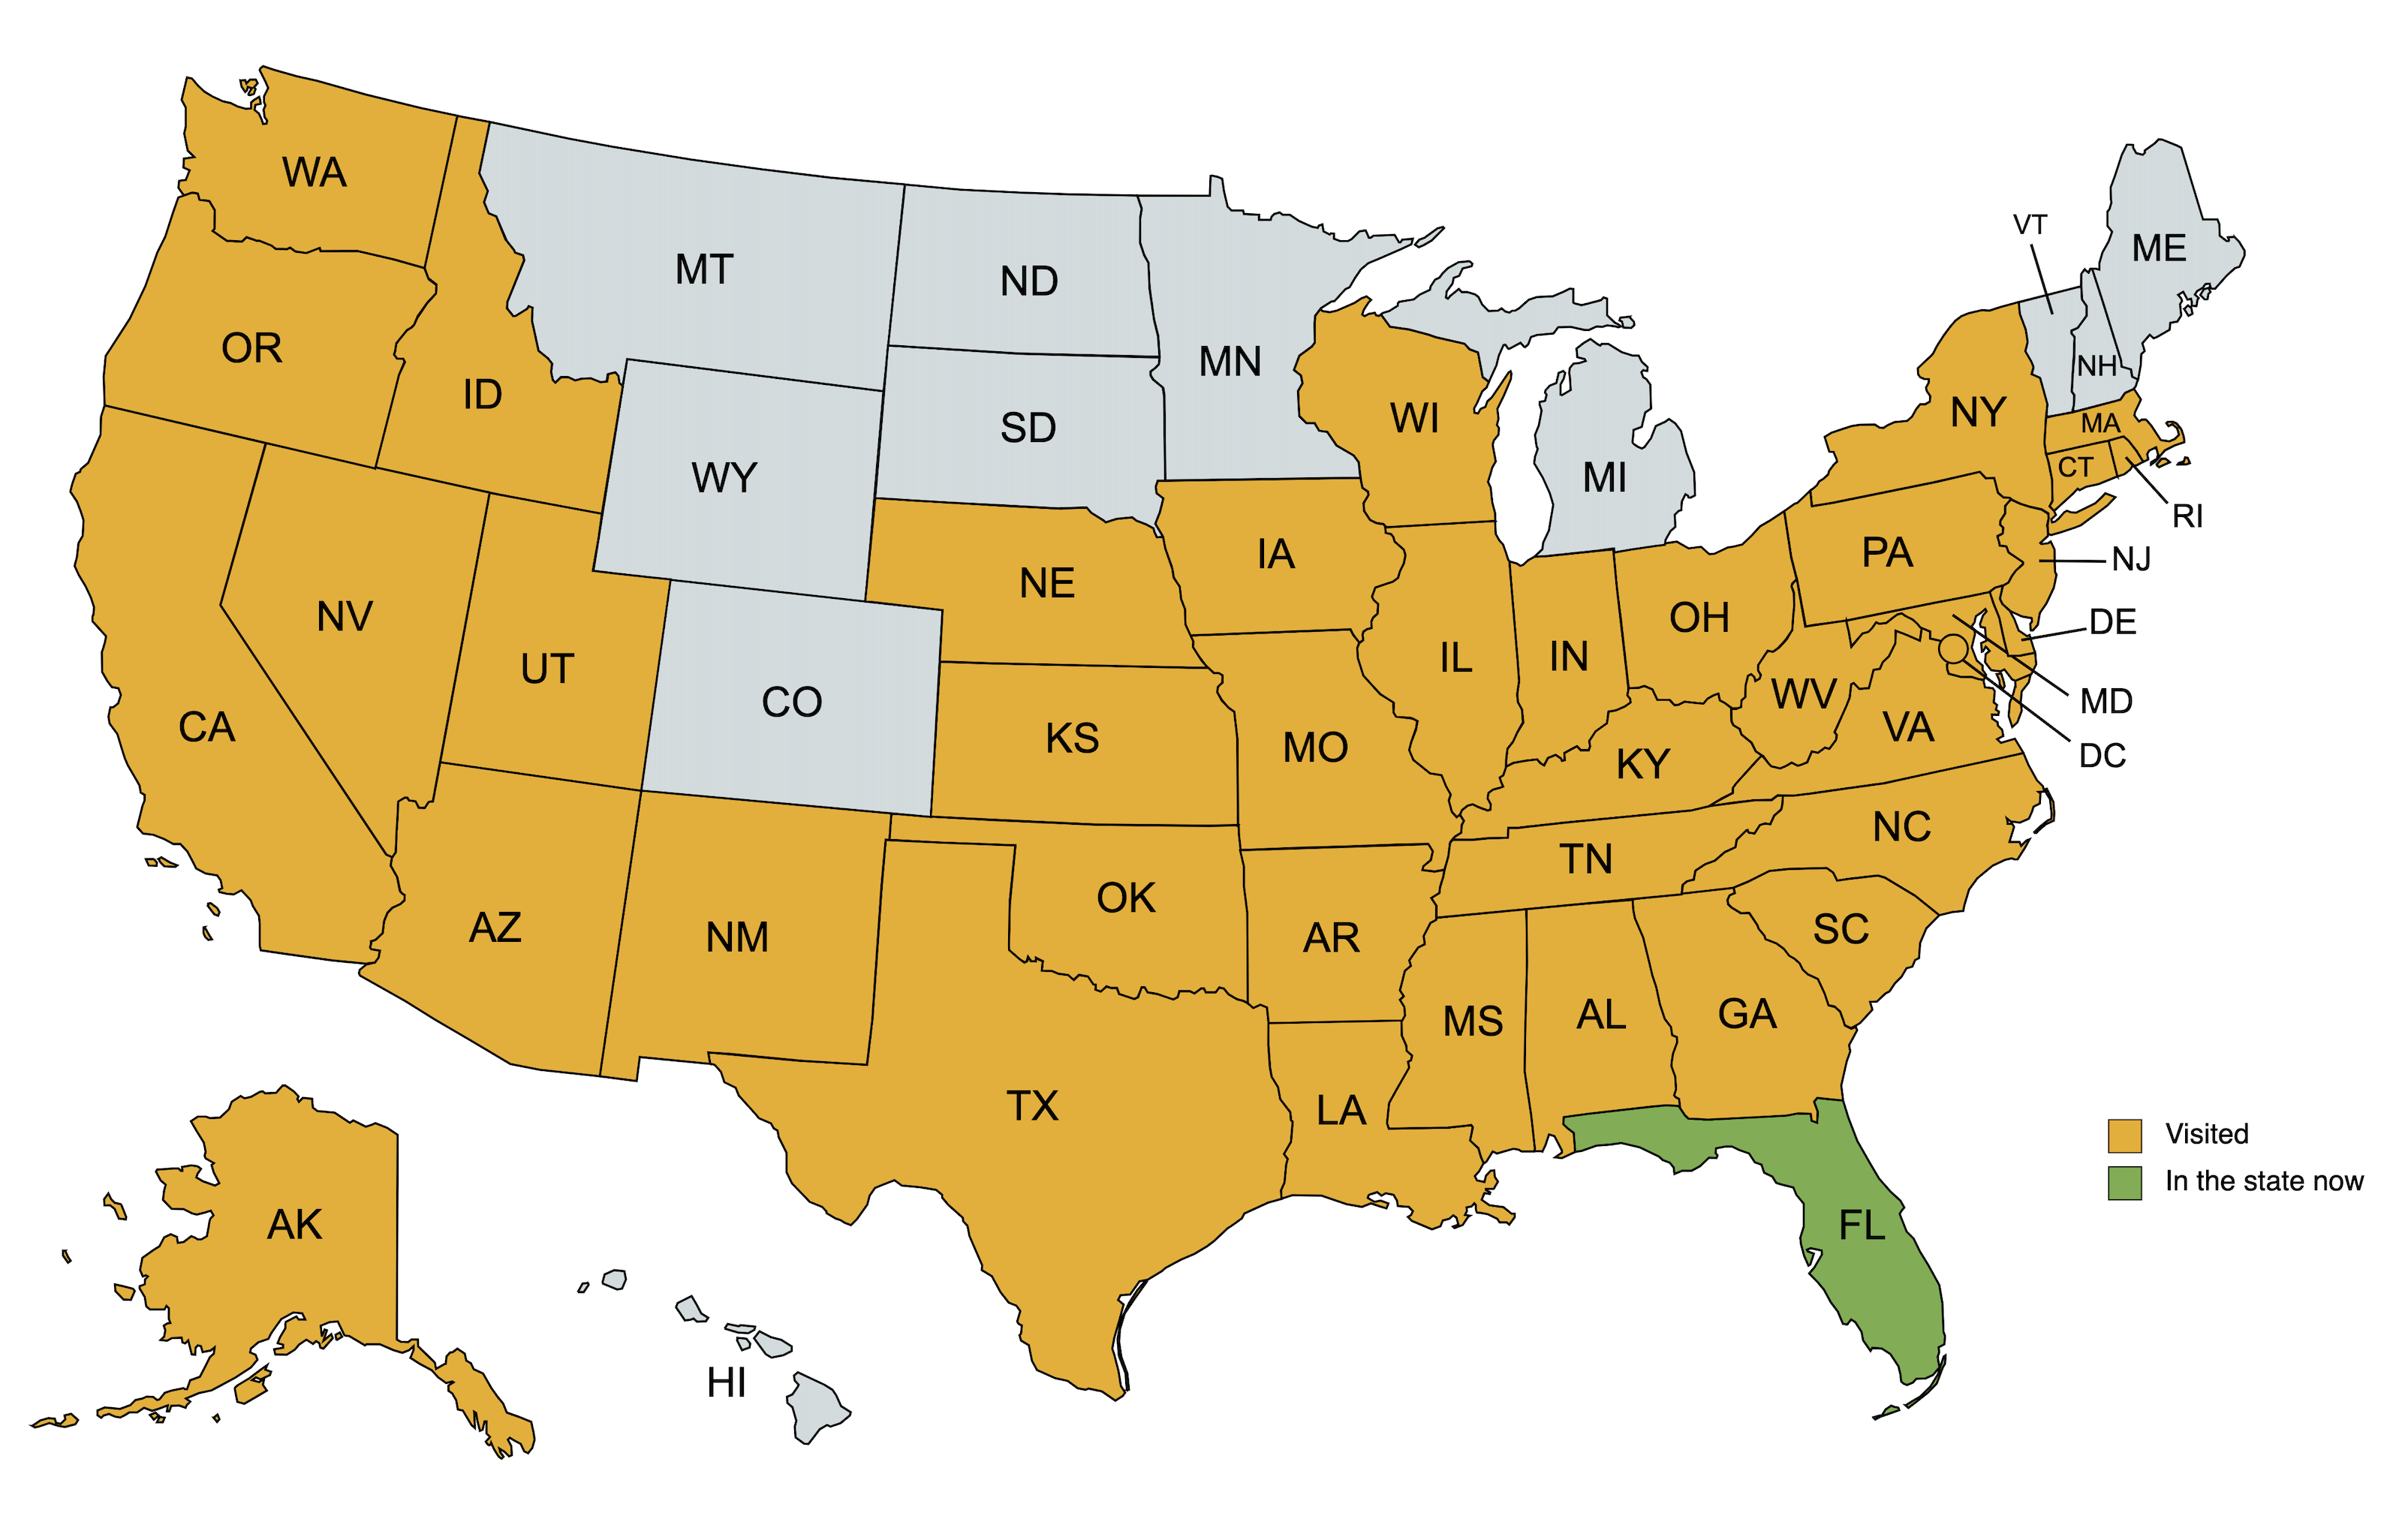 WA
MT
ND
MN
VT
ME
OR
ID
WY
SD
WI
MI
NY
NH
MA
CT
RI
NV
UT
CO
NE
IA
IL
IN
OH
PA
NJ
DE
MD
DC
CA
KS
MO
KY
WV
VA
AZ
NM
OK
AR
TN
NC
SC
TX
LA
MS
AL
GA
FL
AK
HI
Visited
In the state now